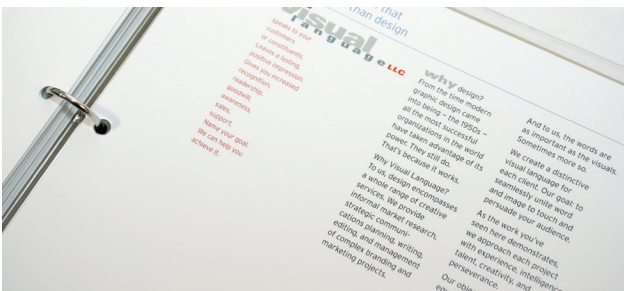 that
than design
visual
language LLC
speaks to your
customers
or constituents.
Leaves a lasting,
positive impression.
Gives you increased
recognition,
readership,
goodwill,
awareness,
sales,
support.
Name your goal.
We can help you
achieve it.
why design?
From the time modern
graphic design came
into being – the 1950s –
all the most successful
organizations in the world
have taken advantage of its
power. They still do.
That's because it works.
Why Visual Language?
To us, design encompasses
a whole range of creative
services. We provide
informal market research,
strategic communi-
cations planning, writing,
editing, and management
of complex branding and
marketing projects.
And to us, the words are
as important as the visuals.
Sometimes more so.
We create a distinctive
visual language for
each client. Our goal: to
seamlessly unite word
and image to touch and
persuade your audience.
As the work you've
seen here demonstrates,
we approach each project
with experience, intelligence,
talent, creativity, and
perseverance.
Our